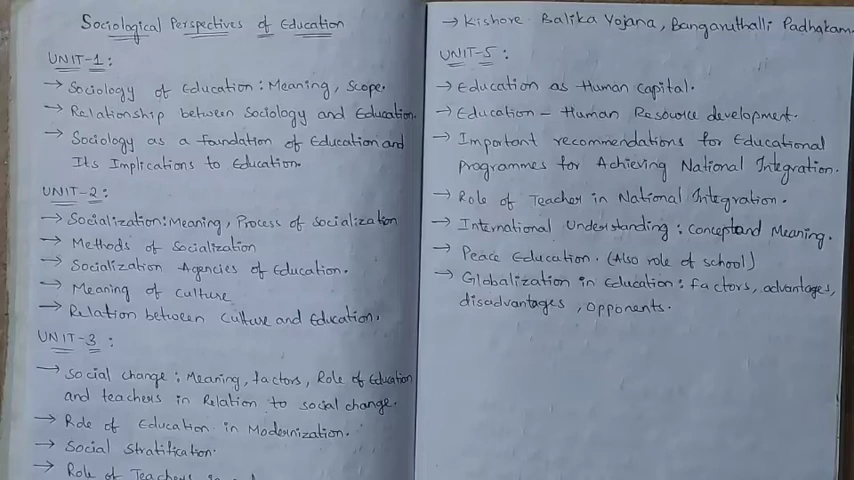 Sociological Perspectives of Education
UNIT-1:
→ Sociology of Education: Meaning, Scope.
→ Relationship between Sociology and Education.
→ Sociology as a foundation of Education and
Its Implications to Education.
UNIT-2:
→ Socialization: Meaning, Process of Socialization
→ Methods of Socialization
→ Socialization Agencies of Education.
→ Meaning of Culture
→ Relation between Culture and Education.
UNIT-3:
→ Social change: Meaning, factors, Role of Education
and teachers in Relation to social change.
→ Role of Education in Modernization.
→ Social Stratification.
→ Role of Teachers
→ Kishore Balika Yojana, Bangaruthalli Padhakam.
UNIT-5:
→ Education as Human capital.
→ Education - Human Resource development.
→ Important recommendations for Educational
Programmes for Achieving National Integration.
→ Role of Teacher in National Integration.
→ International Understanding: Concept and Meaning.
→ Peace Education. (Also role of school)
→ Globalization in Education: factors, advantages,
disadvantages, opponents.